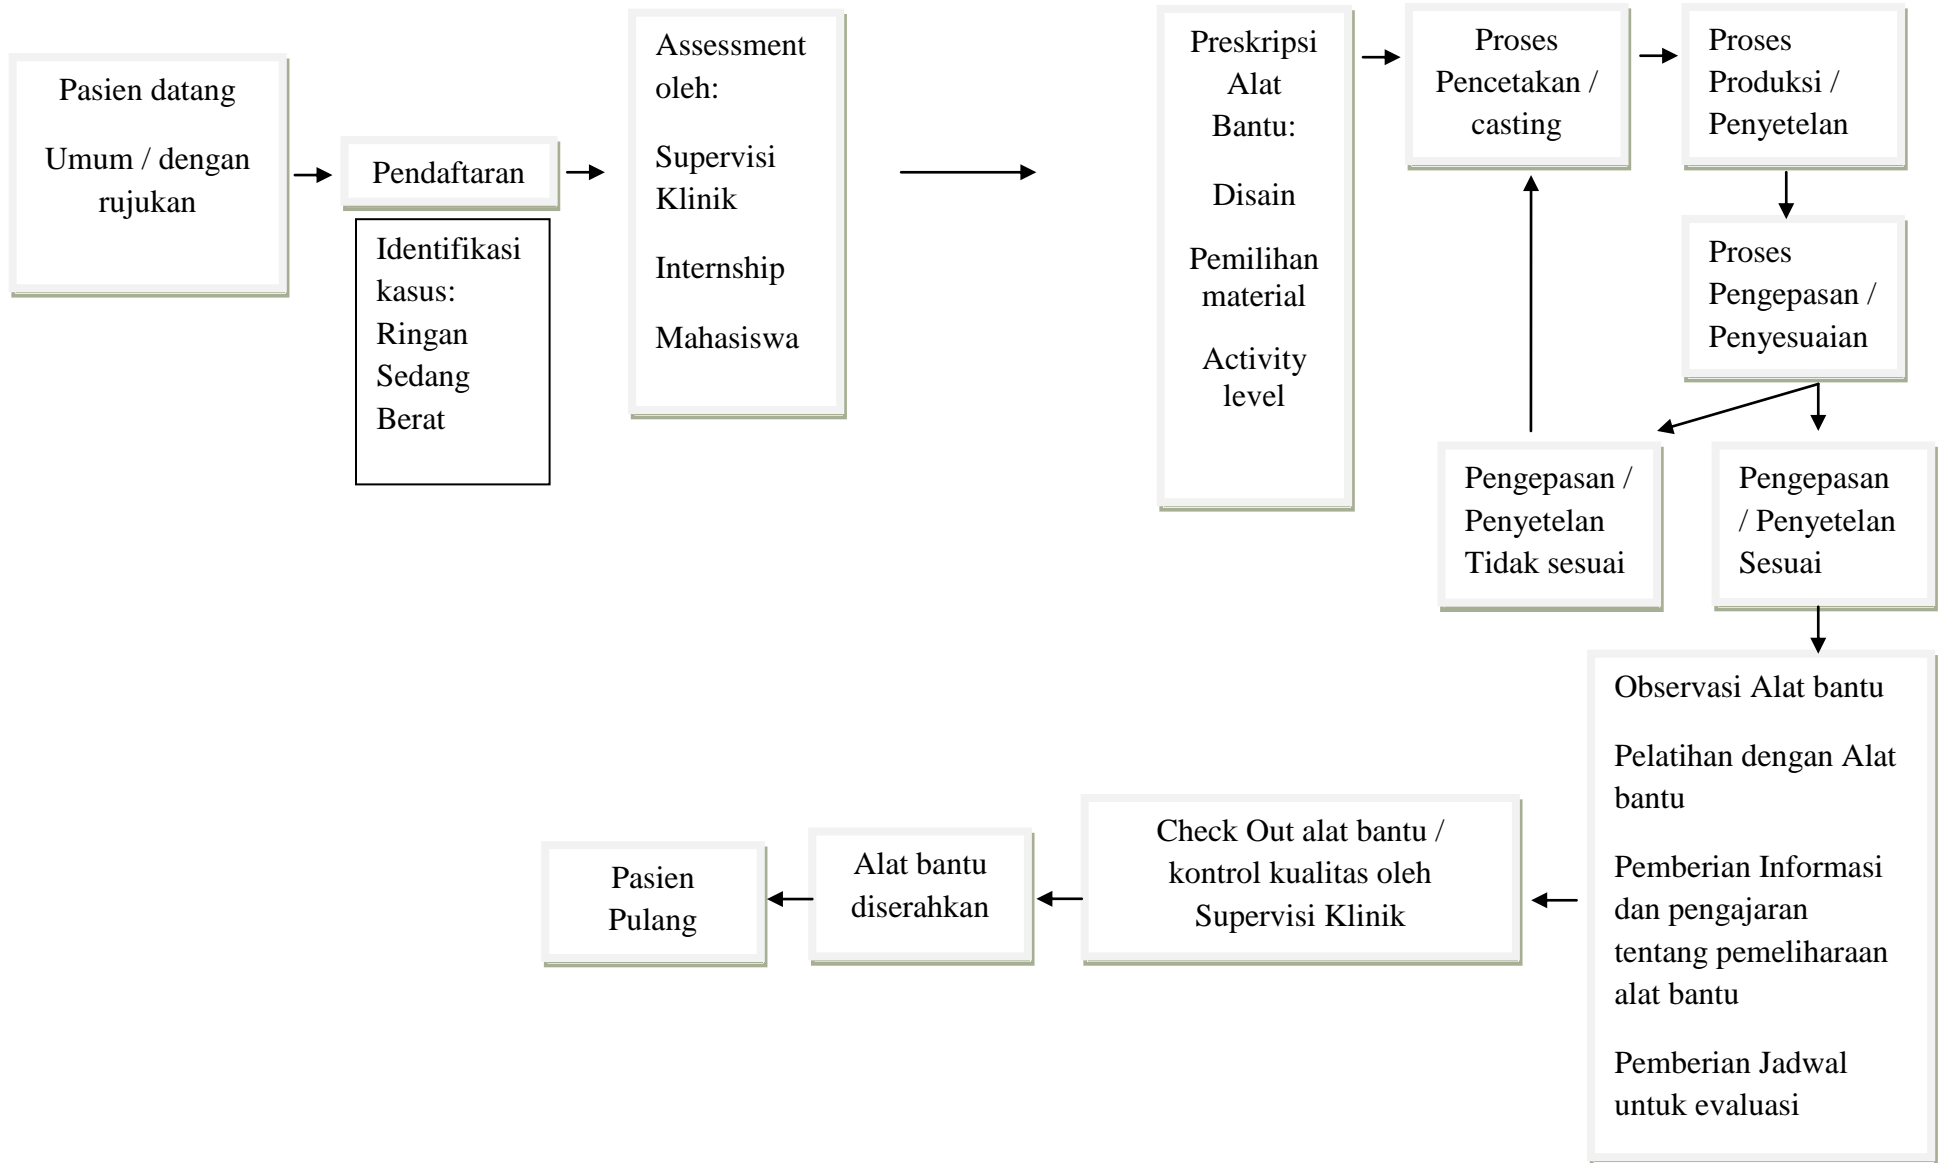 Pasien datang
Umum / dengan
rujukan
Pendaftaran
Identifikasi
kasus:
Ringan
Sedang
Berat
Assessment
oleh:
Supervisi
Klinik
Internship
Mahasiswa
Preskripsi
Alat
Bantu:
Disain
Pemilihan
material
Activity
level
Proses
Pencetakan /
casting
Proses
Produksi /
Penyetelan
Proses
Pengepasan /
Penyesuaian
Pengepasan /
Penyetelan
Tidak sesuai
Pengepasan
/ Penyetelan
Sesuai
Observasi Alat bantu
Pelatihan dengan Alat
bantu
Pemberian Informasi
dan pengajaran
tentang pemeliharaan
alat bantu
Pemberian Jadwal
untuk evaluasi
Check Out alat bantu /
kontrol kualitas oleh
Supervisi Klinik
Alat bantu
diserahkan
Pasien
Pulang